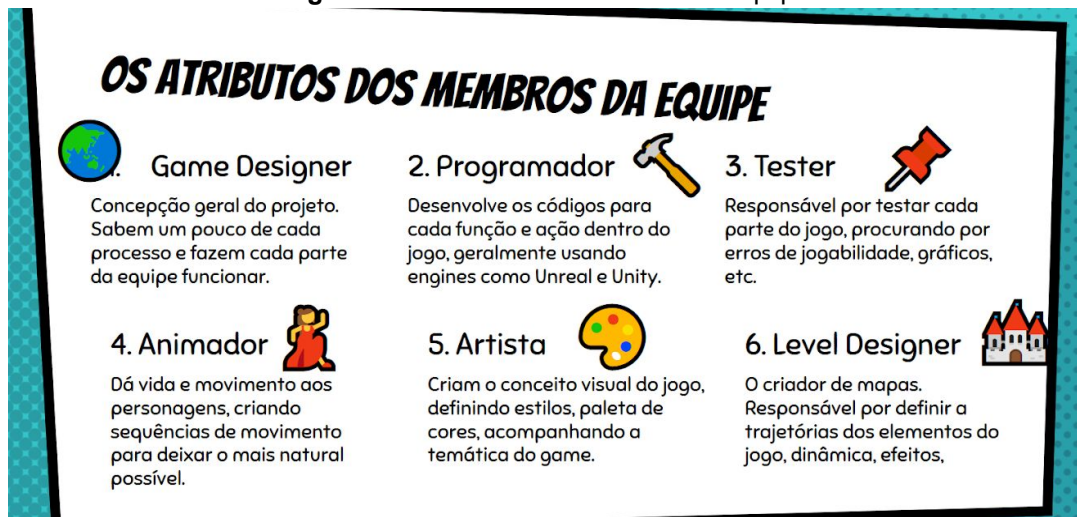 OS ATRIBUTOS DOS MEMBROS DA EQUIPE
Game Designer
Concepção geral do projeto.
Sabem um pouco de cada
processo e fazem cada parte
da equipe funcionar.
2. Programador
Desenvolve os códigos para
cada função e ação dentro do
jogo, geralmente usando
engines como Unreal e Unity.
3. Tester
Responsável por testar cada
parte do jogo, procurando por
erros de jogabilidade, gráficos,
etc.
4. Animador
Dá vida e movimento aos
personagens, criando
sequências de movimento
para deixar o mais natural
possível.
5. Artista
Criam o conceito visual do jogo,
definindo estilos, paleta de
cores, acompanhando a
temática do game.
6. Level Designer
O criador de mapas.
Responsável por definir a
trajetórias dos elementos do
jogo, dinâmica, efeitos,